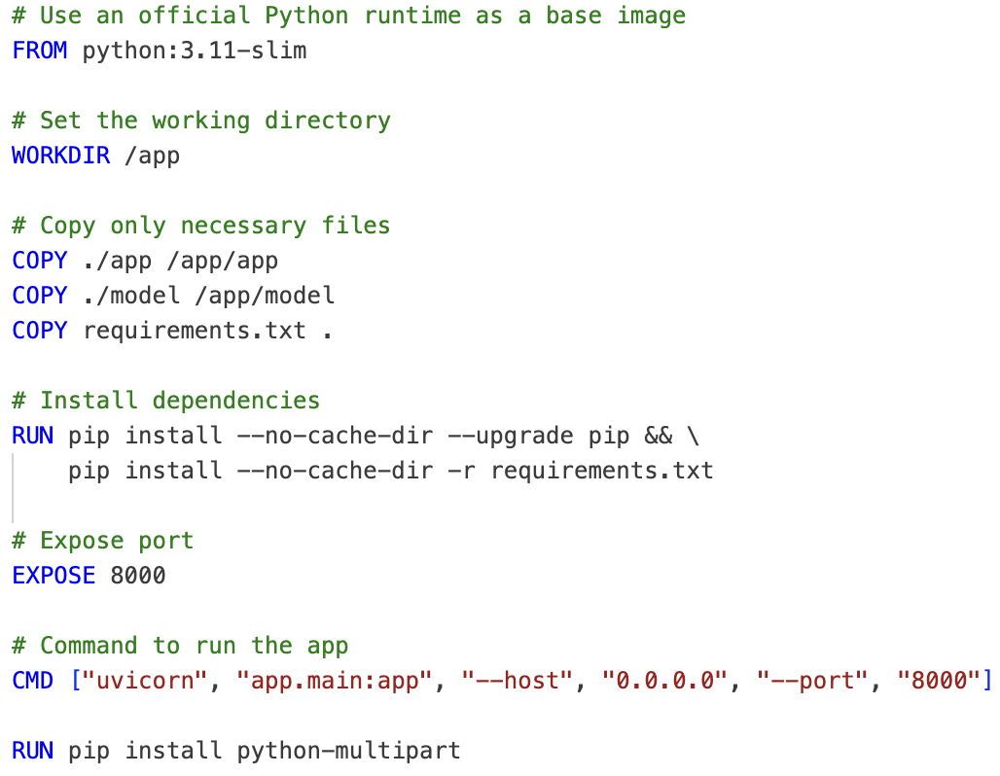 # Use an official Python runtime as a base image
FROM python:3.11-slim

# Set the working directory
WORKDIR /app

# Copy only necessary files
COPY ./app /app/app
COPY ./model /app/model
COPY requirements.txt .

# Install dependencies
RUN pip install --no-cache-dir --upgrade pip && \
    pip install --no-cache-dir -r requirements.txt

# Expose port
EXPOSE 8000

# Command to run the app
CMD ["uvicorn", "app.main:app", "--host", "0.0.0.0", "--port", "8000"]

RUN pip install python-multipart